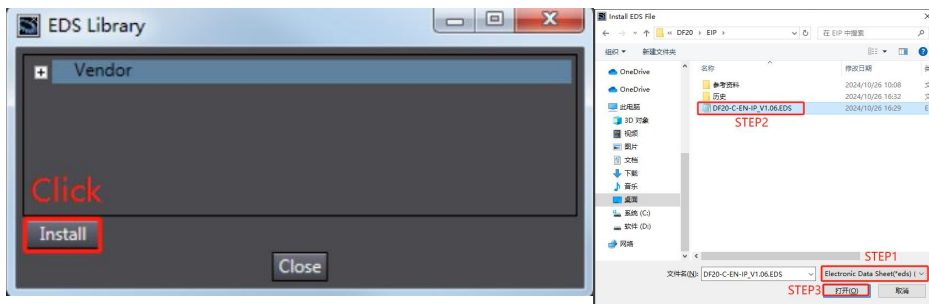 EDS Library
Vendor
Click
Install
Close
Install EDS File
« DF20 › EIP ›
在 EIP 中搜索
组织
新建文件夹
名称
修改日期
OneDrive
OneDrive
此电脑
3D 对象
视频
图片
文档
下载
音乐
桌面
系统 (C:)
软件 (D:)
网络
参考资料
2024/10/26 10:08
历史
2024/10/26 16:32
DF20-C-EN-IP_V1.06.EDS
2024/10/26 16:29
STEP2
STEP1
文件名(N):
DF20-C-EN-IP_V1.06.EDS
Electronic Data Sheet(*eds) (
STEP3
打开(O)
取消